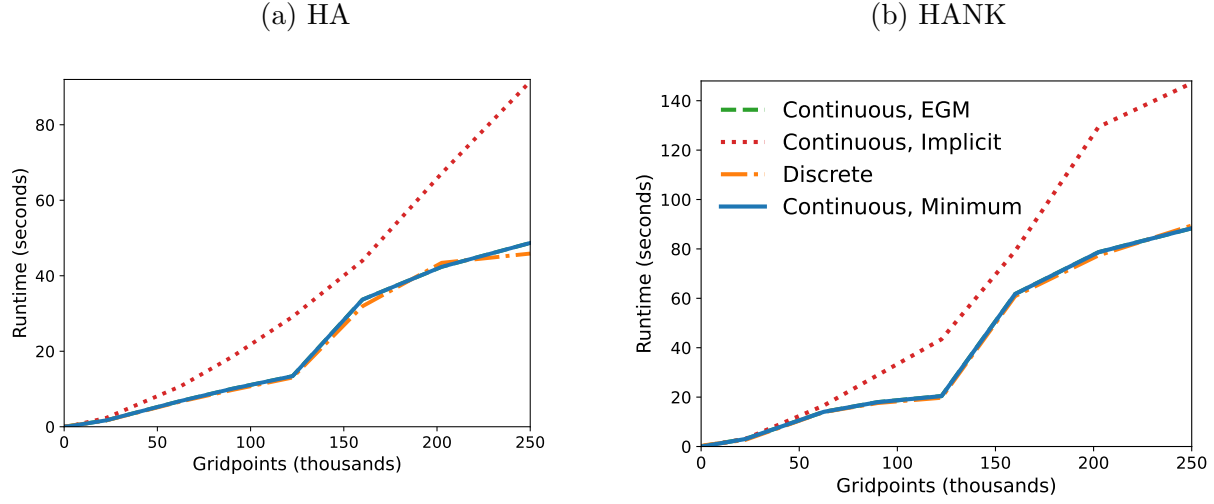 (a) HA
Runtime (seconds)
80
60
40
20
0
0 50 100 150 200 250
Gridpoints (thousands)
(b) HANK
Runtime (seconds)
140
120
100
80
60
40
20
0
Continuous, EGM
Continuous, Implicit
Discrete
Continuous, Minimum
0 50 100 150 200 250
Gridpoints (thousands)